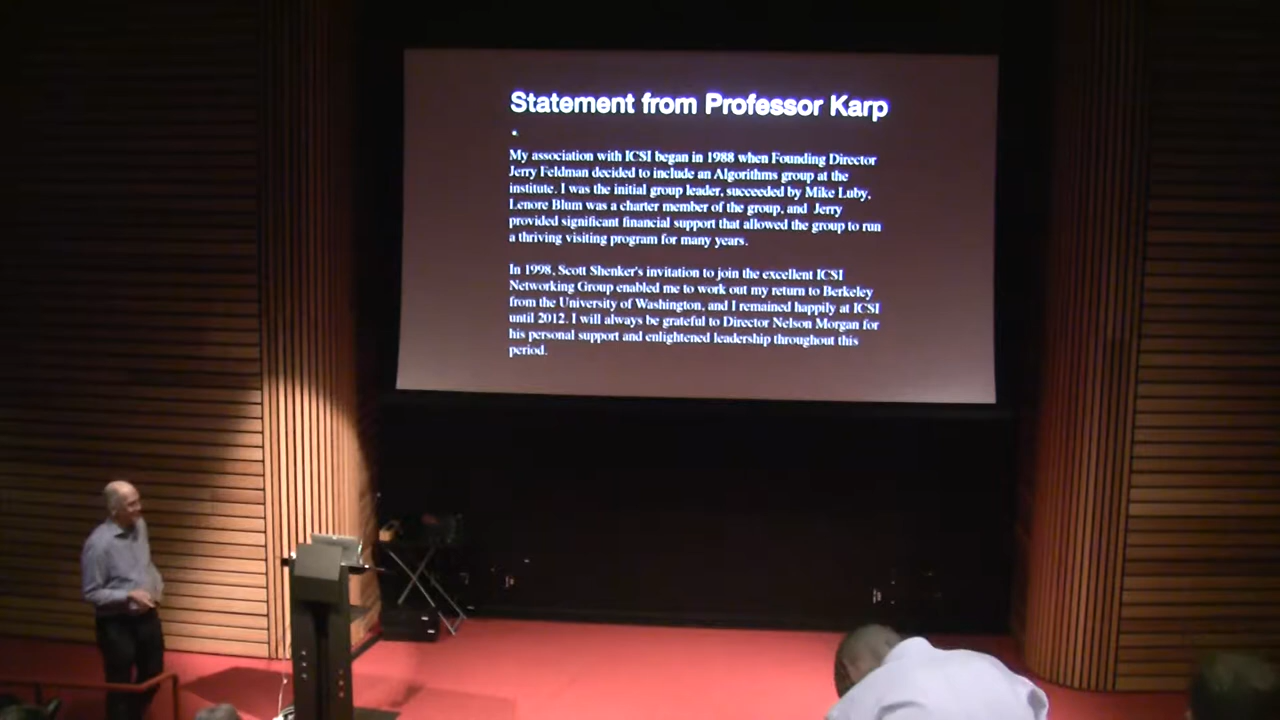 Statement from Professor Karp
My association with ICSI began in 1988 when Founding Director
Jerry Feldman decided to include an Algorithms group at the
institute. I was the initial group leader, succeeded by Mike Luby,
Lenore Blum was a charter member of the group, and Jerry
provided significant financial support that allowed the group to run
a thriving visiting program for many years.
In 1998, Scott Shenker's invitation to join the excellent ICSI
Networking Group enabled me to work out my return to Berkeley
from the University of Washington, and I remained happily at ICSI
until 2012. I will always be grateful to Director Nelson Morgan for
his personal support and enlightened leadership throughout this
period.